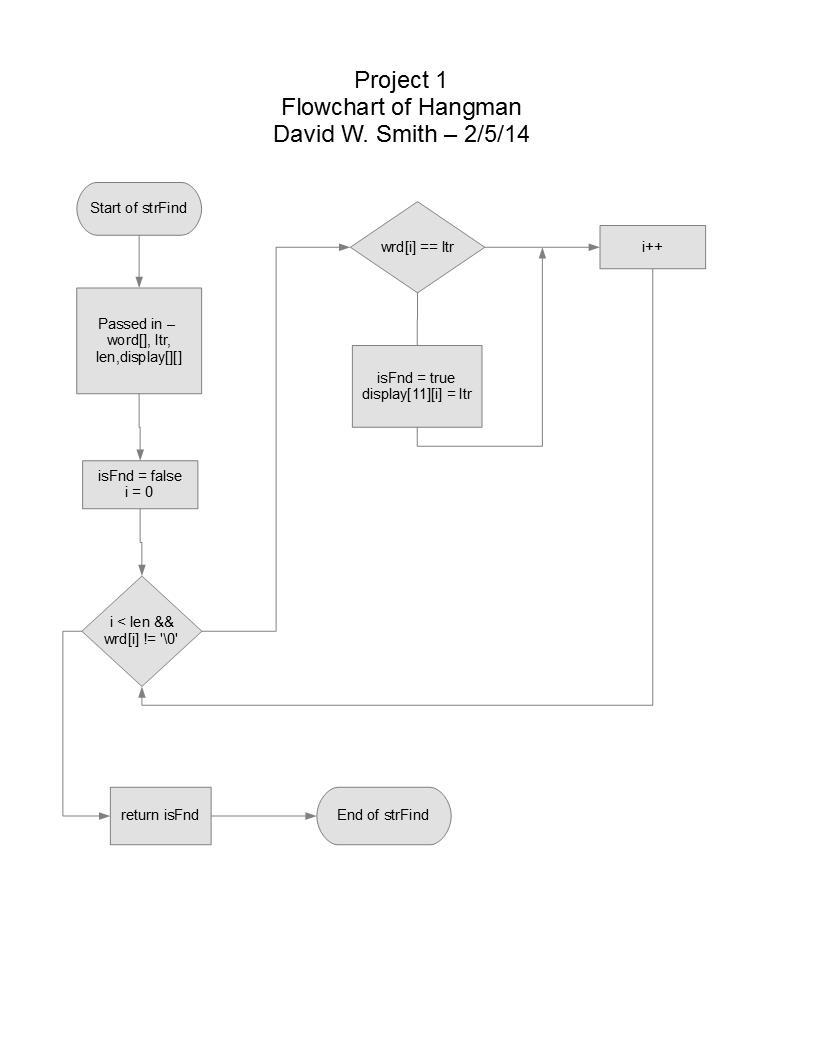 Project 1
Flowchart of Hangman
David W. Smith – 2/5/14
Start of strFind
Passed in –
word[], ltr,
len,display[][]
isFnd = false
i = 0
i < len &&
wrd[i] != '\0'
wrd[i] == ltr
isFnd = true
display[11][i] = ltr
i++
return isFnd
End of strFind